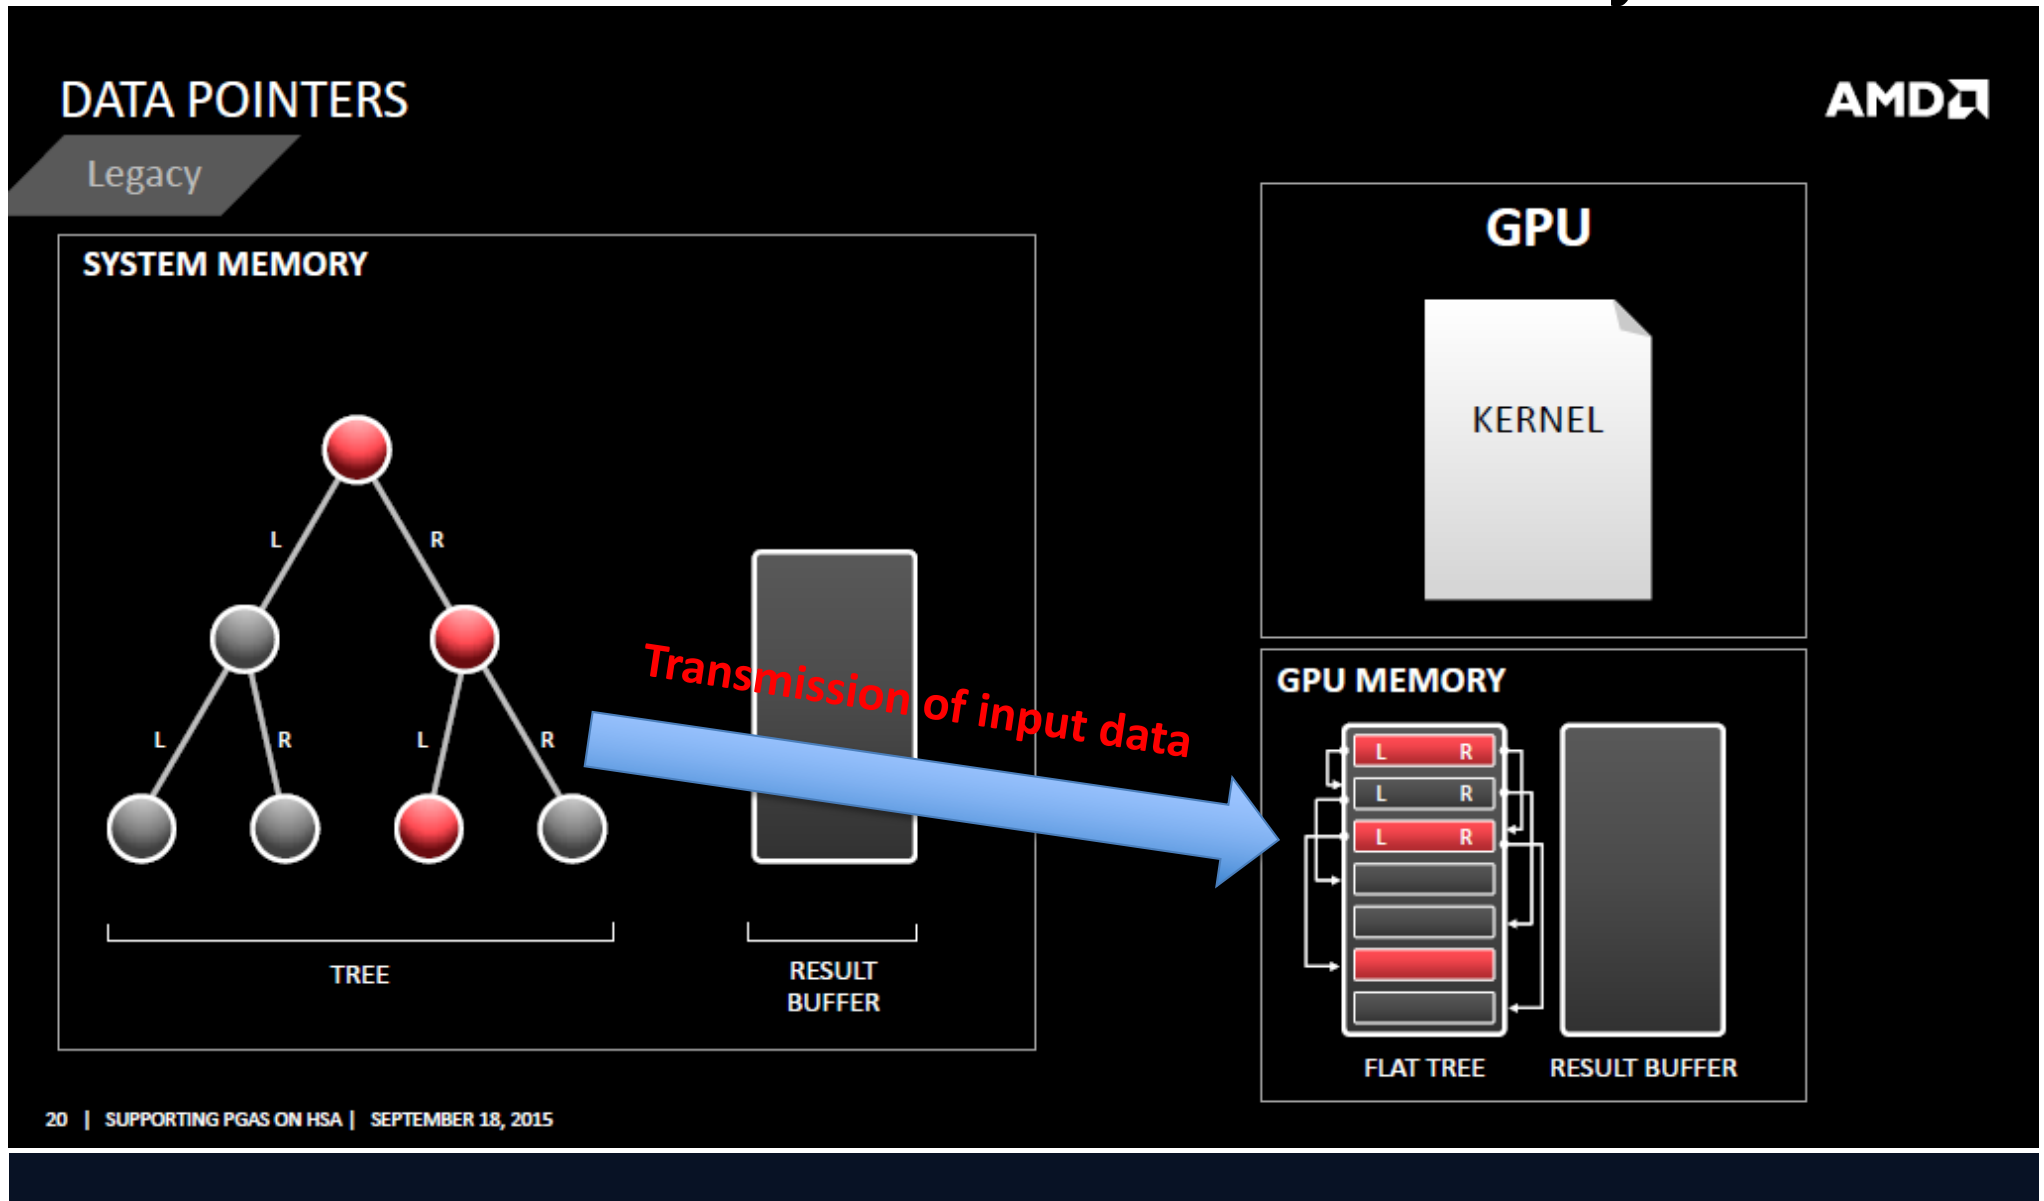 DATA POINTERS
AMD
Legacy
SYSTEM MEMORY
L
R
L
R
L
R
TREE
RESULT
BUFFER
Transmission of input data
GPU
KERNEL
GPU MEMORY
L R
L R
L R
FLAT TREE
RESULT BUFFER
20 | SUPPORTING PGAS ON HSA | SEPTEMBER 18, 2015